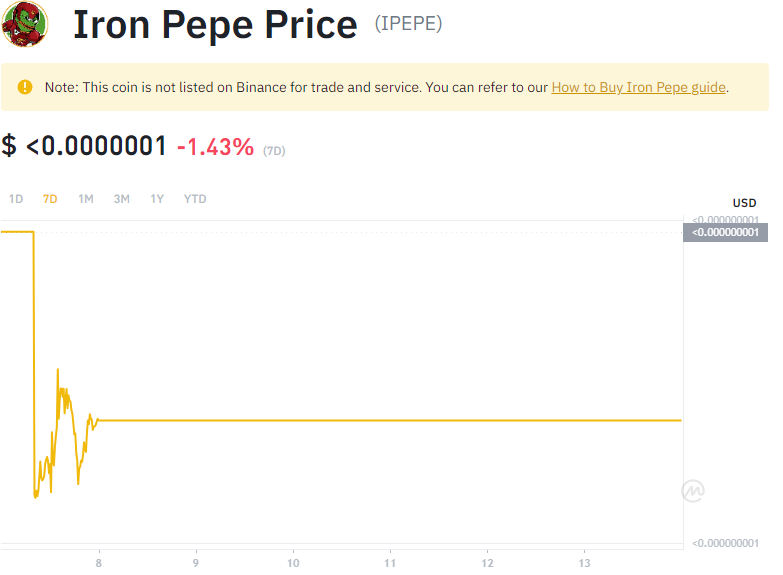 Iron Pepe Price (IPEPE)
Note: This coin is not listed on Binance for trade and service. You can refer to our How to Buy Iron Pepe guide.
$ <0.0000001 -1.43% (7D)
1D 7D 1M 3M 1Y YTD
USD
<0.000000001
<0.000000001
<0.000000001
8 9 10 11 12 13